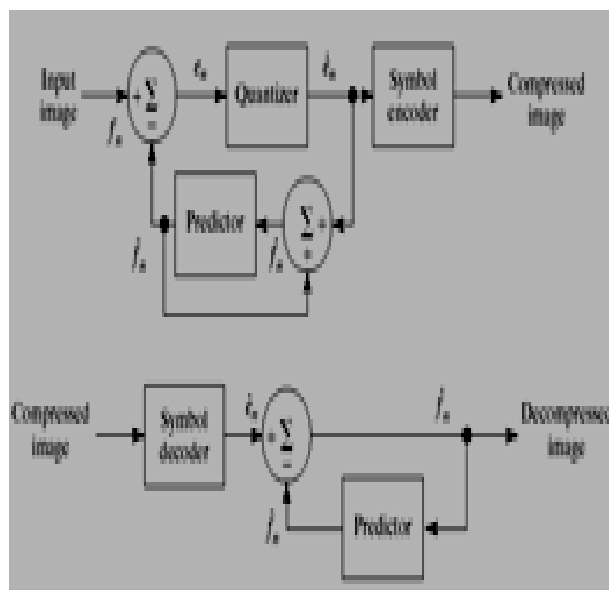 Input
image
Σ
Quantizer
Symbol
encoder
Compressed
image
Predictor
Σ
Compressed
image
Symbol
decoder
Σ
Decompressed
image
Predictor